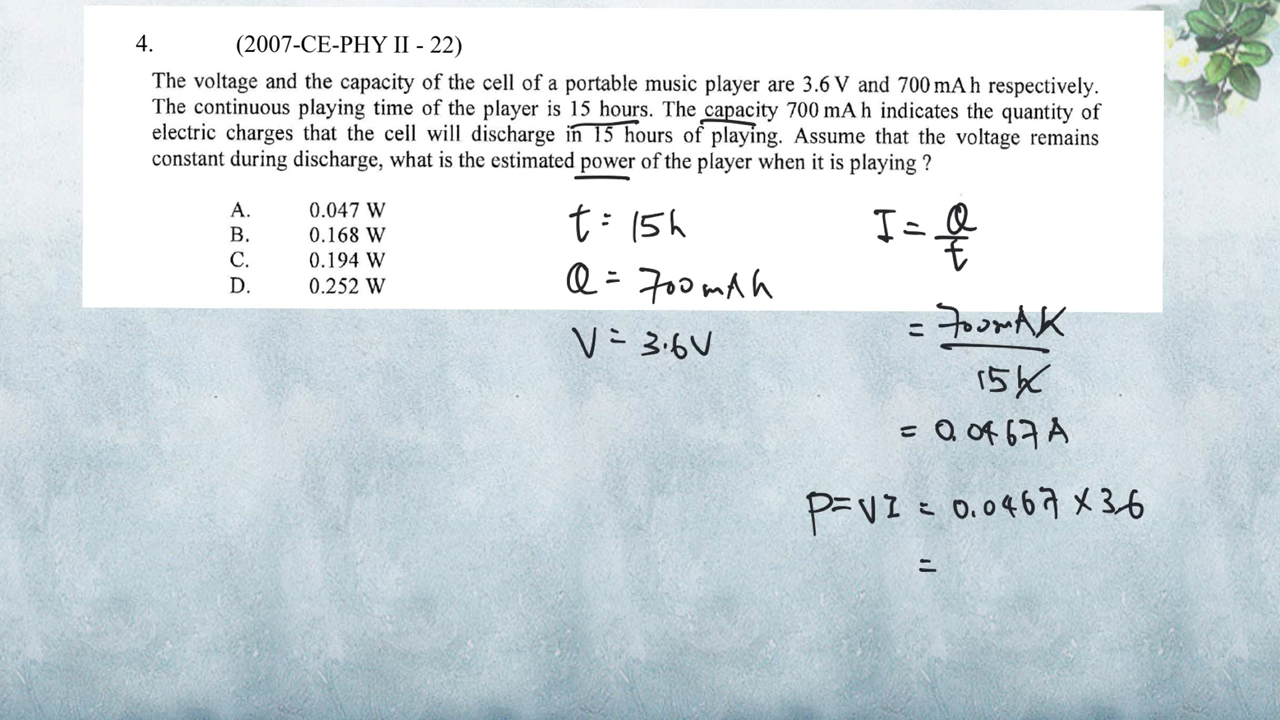 4. (2007-CE-PHY II - 22)
The voltage and the capacity of the cell of a portable music player are 3.6 V and 700 mA h respectively.
The continuous playing time of the player is 15 hours. The capacity 700 mA h indicates the quantity of
electric charges that the cell will discharge in 15 hours of playing. Assume that the voltage remains
constant during discharge, what is the estimated power of the player when it is playing ?
A. 0.047 W
B. 0.168 W
C. 0.194 W
D. 0.252 W
t = 15h
Q = 700mAh
V = 3.6V
I = Q/t
= 700mAh/15h
= 0.0467A
P=VI = 0.0467 × 3.6
=